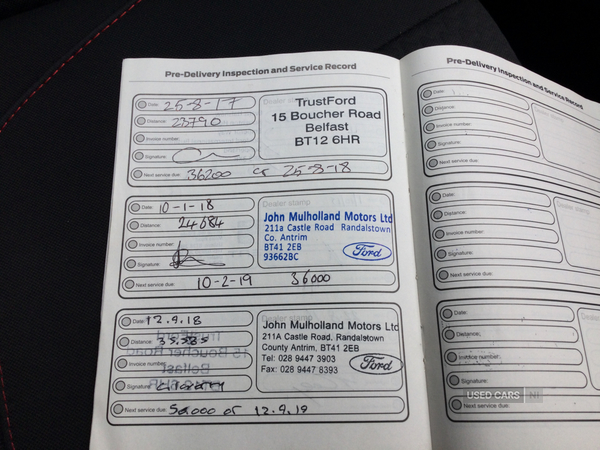 Pre-Delivery Inspection and Service Record
Date: 25-8-17
Distance: 23790
Invoice number:
Signature:
Next service due: 36200 or 25-8-18
Dealer stamp
TrustFord
15 Boucher Road
Belfast
BT12 6HR
Date: 10-1-18
Distance: 24684
Invoice number:
Signature:
Next service due: 10-2-19 36000
Dealer stamp
John Mulholland Motors Ltd
211a Castle Road Randalstown
Co. Antrim
BT41 2EB
93662BC
Ford
Date: 12.9.18
Distance:
Invoice number:
Signature:
Next service due: 50,000 or 12.9.19
Dealer stamp
John Mulholland Motors Ltd
211A Castle Road, Randalstown
County Antrim, BT41 2EB
Tel: 028 9447 3903
Fax: 028 9447 8393
Ford
Pre-Delivery Inspection and Service Record
Date:
Distance:
Invoice number:
Signature:
Next service due:
Date:
Distance:
Invoice number:
Signature:
Next service due:
Date:
Distance:
Invoice number:
Signature:
Next service due:
USED CARS NI